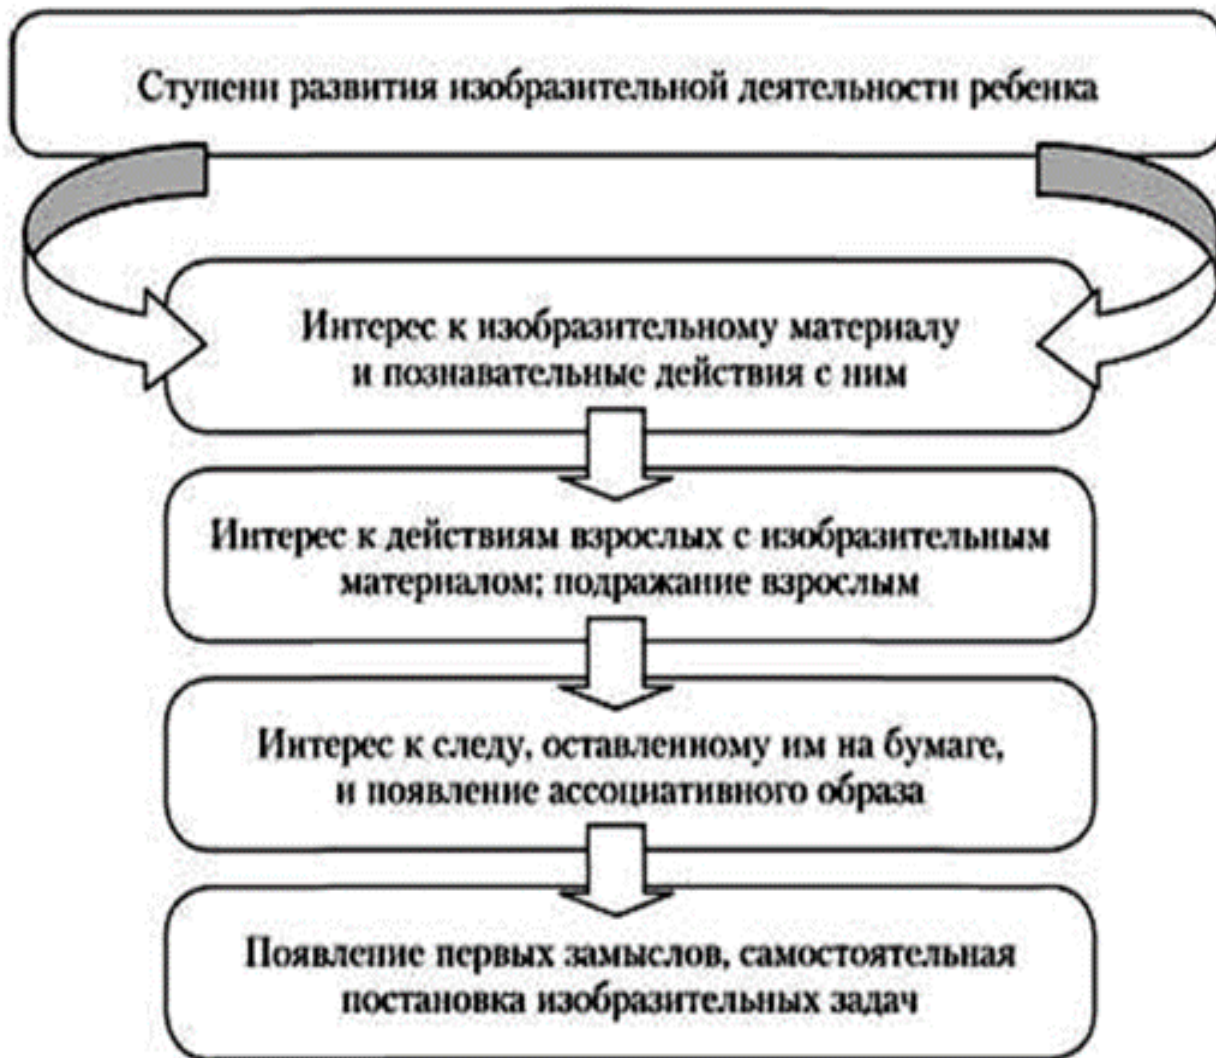 Ступени развития изобразительной деятельности ребенка
Интерес к изобразительному материалу
и познавательные действия с ним
Интерес к действиям взрослых с изобразительным
материалом; подражание взрослым
Интерес к следу, оставленному им на бумаге,
и появление ассоциативного образа
Появление первых замыслов, самостоятельная
постановка изобразительных задач